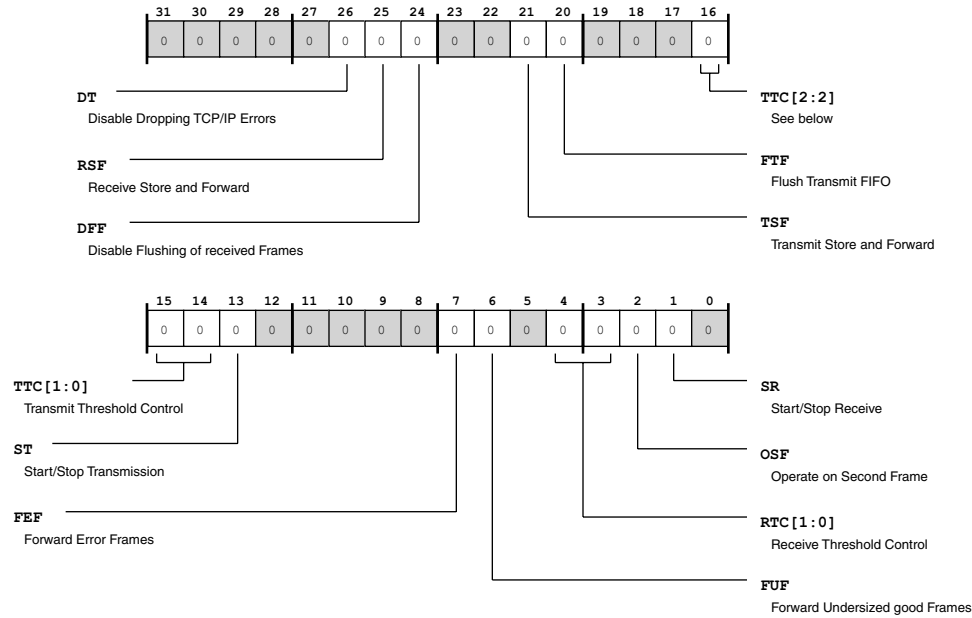 31 30 29 28 27 26 25 24 23 22 21 20 19 18 17 16
0 0 0 0 0 0 0 0 0 0 0 0 0 0 0 0
DT
Disable Dropping TCP/IP Errors
RSF
Receive Store and Forward
DFF
Disable Flushing of received Frames
TTC[2:2]
See below
FTF
Flush Transmit FIFO
TSF
Transmit Store and Forward
15 14 13 12 11 10 9 8 7 6 5 4 3 2 1 0
0 0 0 0 0 0 0 0 0 0 0 0 0 0 0 0
TTC[1:0]
Transmit Threshold Control
ST
Start/Stop Transmission
FEF
Forward Error Frames
SR
Start/Stop Receive
OSF
Operate on Second Frame
RTC[1:0]
Receive Threshold Control
FUF
Forward Undersized good Frames